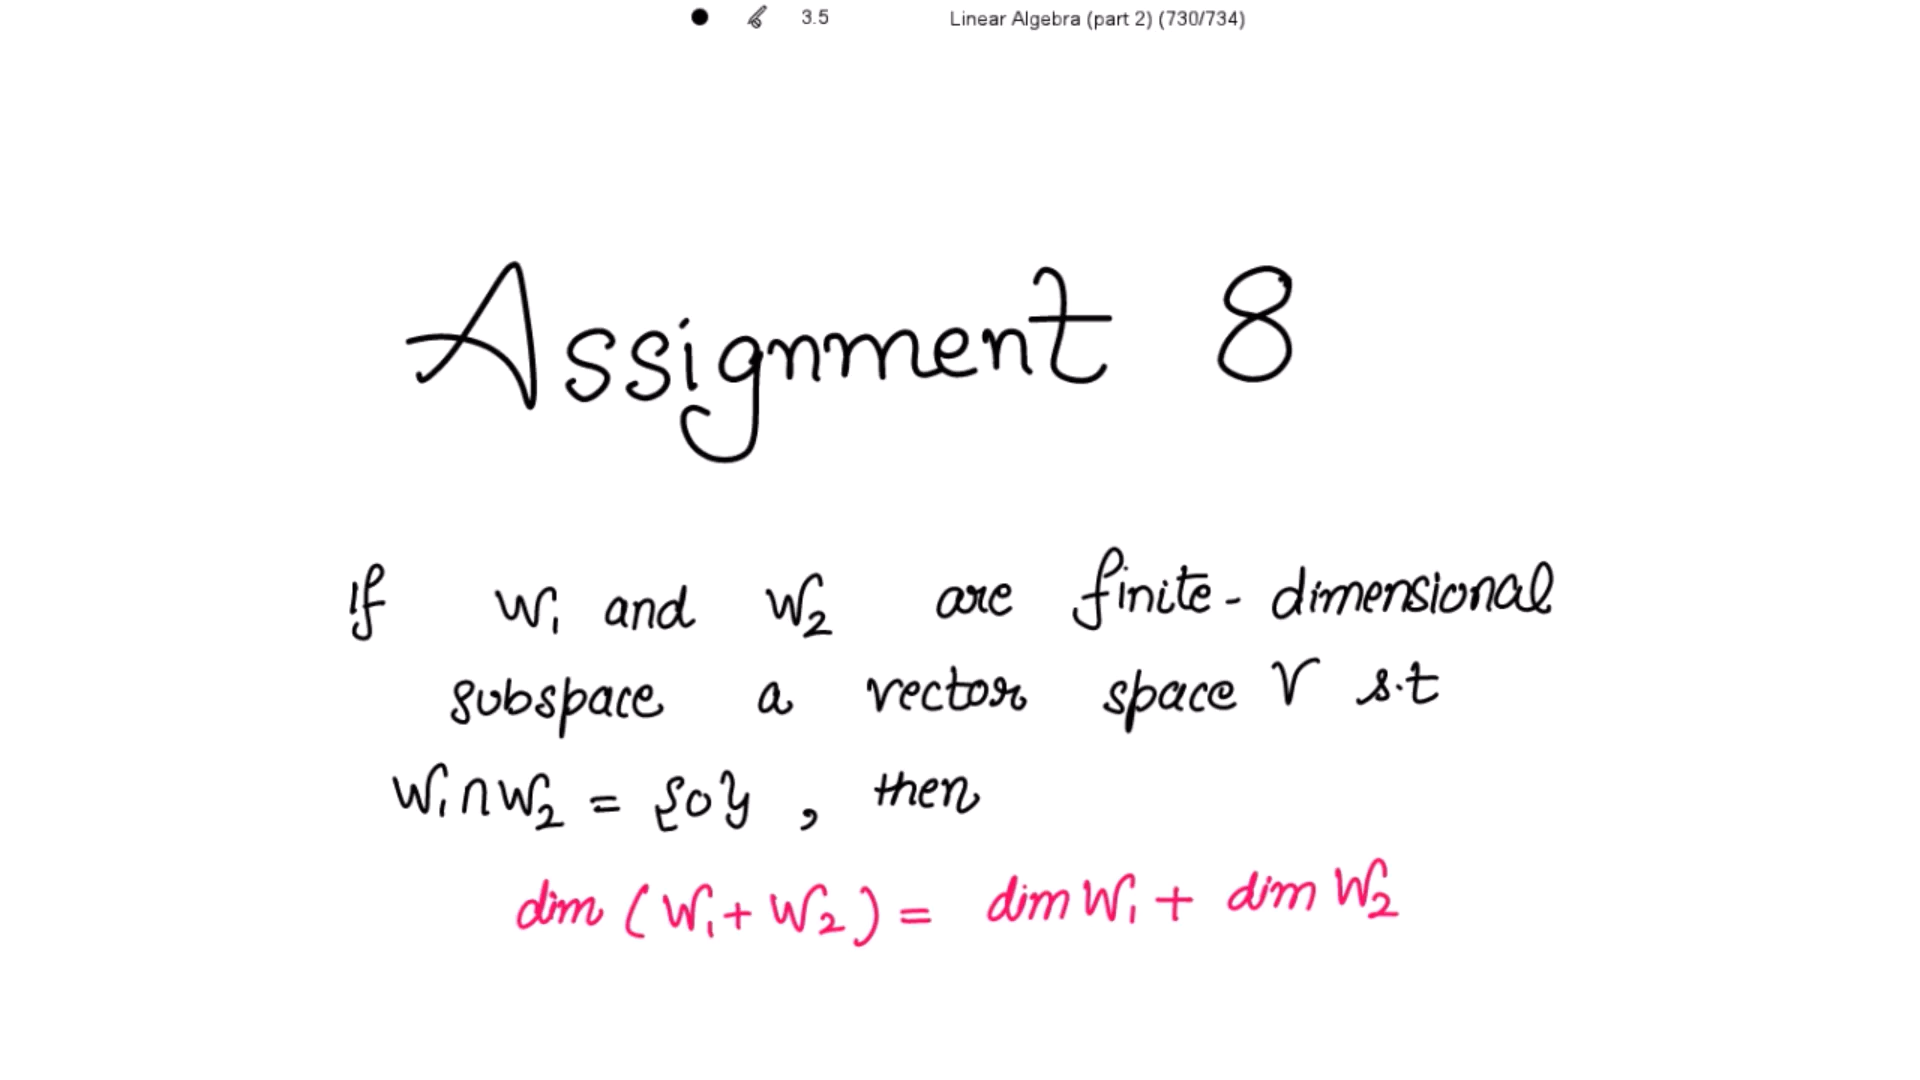 3.5 Linear Algebra (part 2) (730/734)
Assignment 8
If W₁ and W₂ are finite-dimensional
subspace a vector space V s.t
W₁∩W₂ = {0} , then
dim (W₁+W₂) = dim W₁ + dim W₂